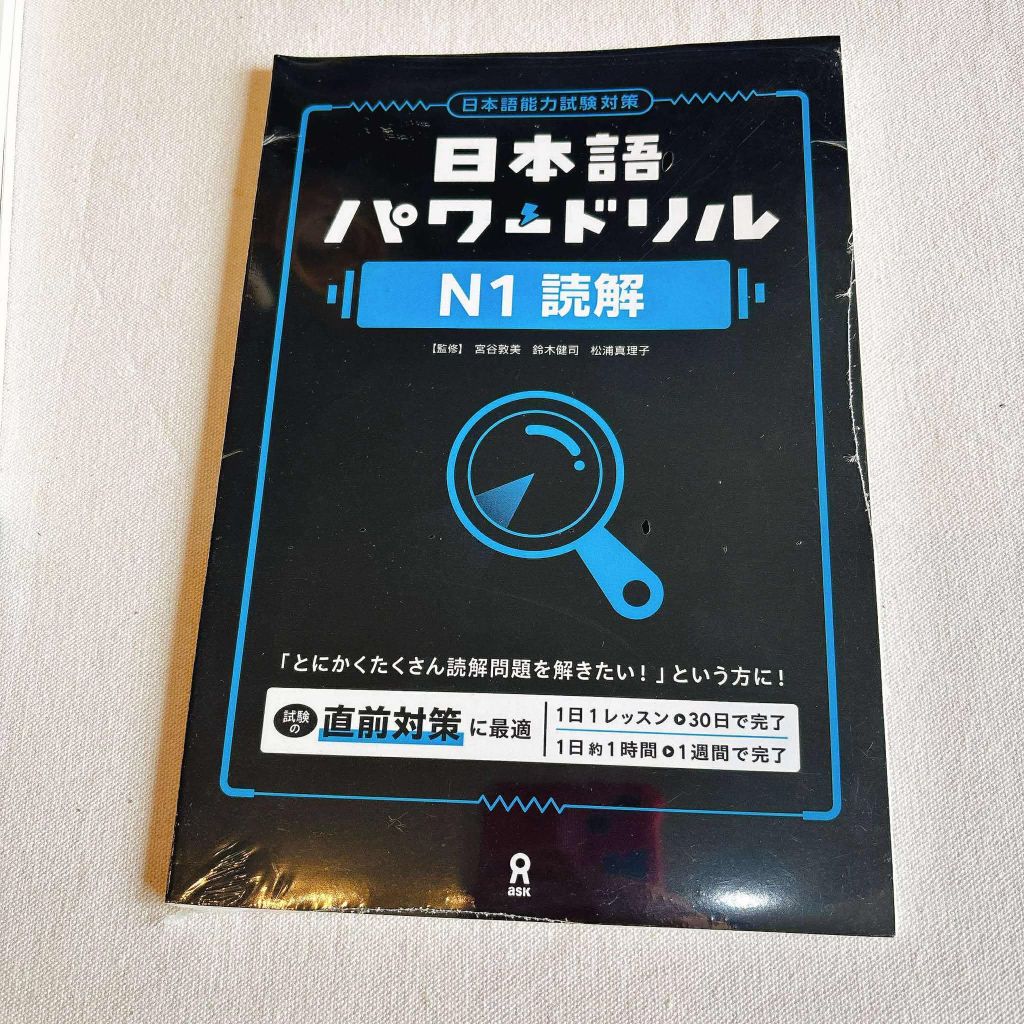 日本語能力試験対策
日本語
パワードリル
N1 読解
【監修】 宮谷敦美 鈴木健司 松浦真理子
「とにかくたくさん読解問題を解きたい！」という方に！
試験の
直前対策に最適
1日1レッスン▶30日で完了
1日約1時間▶1週間で完了
ask